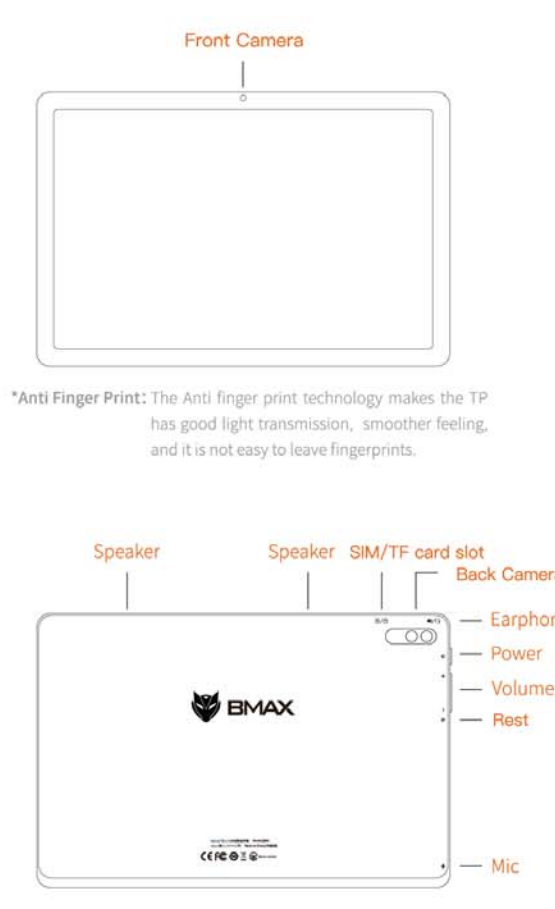 Front Camera
*Anti Finger Print: The Anti finger print technology makes the TP
has good light transmission, smoother feeling,
and it is not easy to leave fingerprints.
Speaker
Speaker
SIM/TF card slot
Back Camera
Earphon
Power
Volume
Rest
BMAX
CE FC
Mic